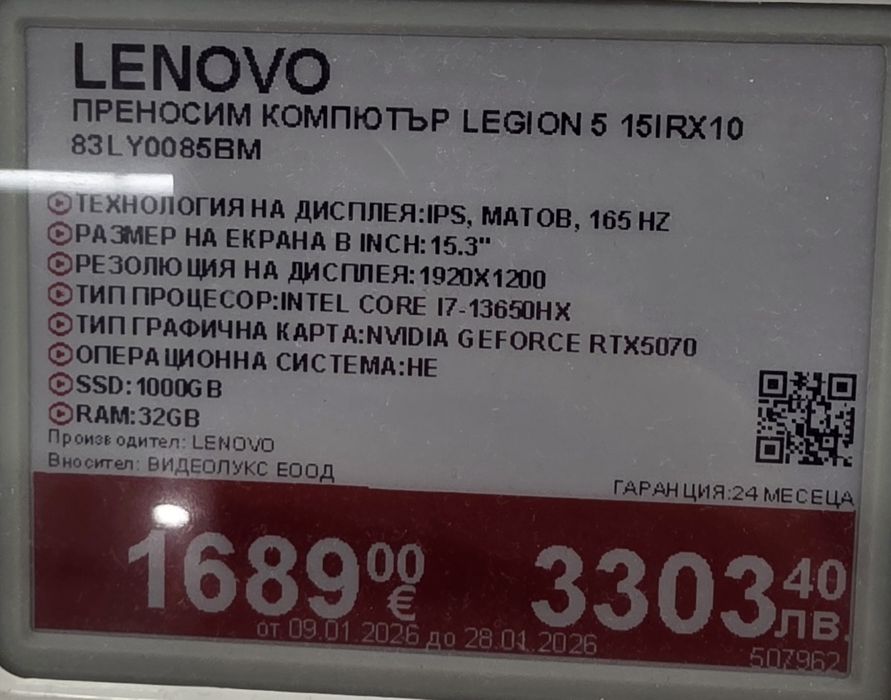 LENOVO
ПРЕНОСИМ КОМПЮТЪР LEGION 5 15IRX10
83LY0085BM
ТЕХНОЛОГИЯ НА ДИСПЛЕЯ:IPS, МАТОВ, 165 HZ
РАЗМЕР НА ЕКРАНА В INCH:15.3"
РЕЗОЛЮЦИЯ НА ДИСПЛЕЯ:1920X1200
ТИП ПРОЦЕСОР:INTEL CORE I7-13650HX
ТИП ГРАФИЧНА КАРТА:NVIDIA GEFORCE RTX5070
ОПЕРАЦИОННА СИСТЕМА:НЕ
SSD:1000GB
RAM:32GB
Производител: LENOVO
Вносител: ВИДЕОЛУКС ЕООД
ГАРАНЦИЯ:24 МЕСЕЦА
1689 00 € 3303 40 ЛВ.
от 09.01.2026 до 28.01.2026
507962